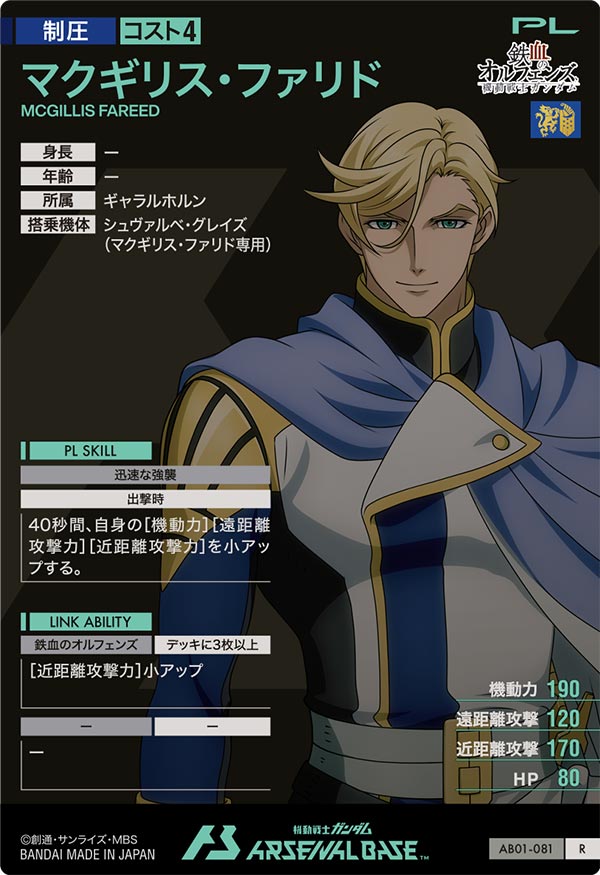 制圧 コスト4 PL
マクギリス・ファリド
MCGILLIS FAREED
鉄血の
オルフェンズ
機動戦士ガンダム
身長 ー
年齢 ー
所属 ギャラルホルン
搭乗機体 シュヴァルベ・グレイズ
(マクギリス・ファリド専用)
PL SKILL
迅速な強襲
出撃時
40秒間、自身の[機動力][遠距離
攻撃力][近距離攻撃力]を小アッ
プする。
LINK ABILITY
鉄血のオルフェンズ デッキに3枚以上
[近距離攻撃力]小アップ
ー ー
ー
機動力 190
遠距離攻撃 120
近距離攻撃 170
HP 80
©創通・サンライズ・MBS
BANDAI MADE IN JAPAN
機動戦士ガンダム
ARSENAL BASE™
AB01-081 R